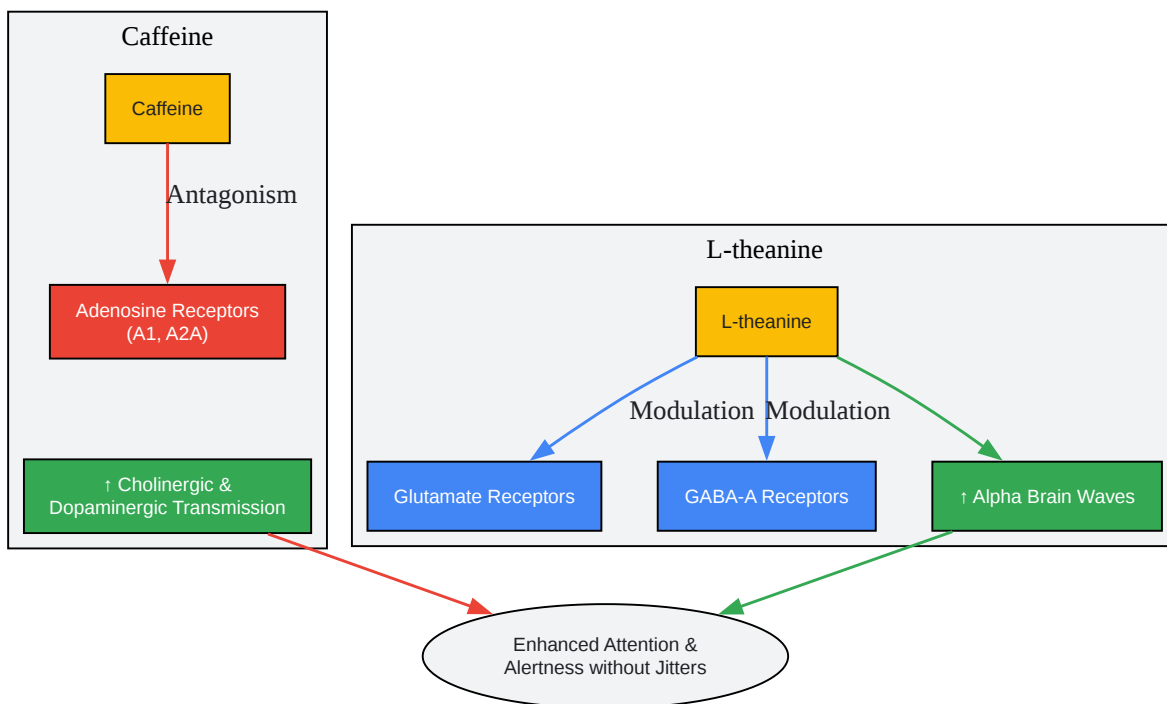 Caffeine
Caffeine
Antagonism
Adenosine Receptors
(A1, A2A)
↑ Cholinergic &
Dopaminergic Transmission
L-theanine
L-theanine
Modulation
Modulation
Glutamate Receptors
GABA-A Receptors
↑ Alpha Brain Waves
Enhanced Attention &
Alertness without Jitters